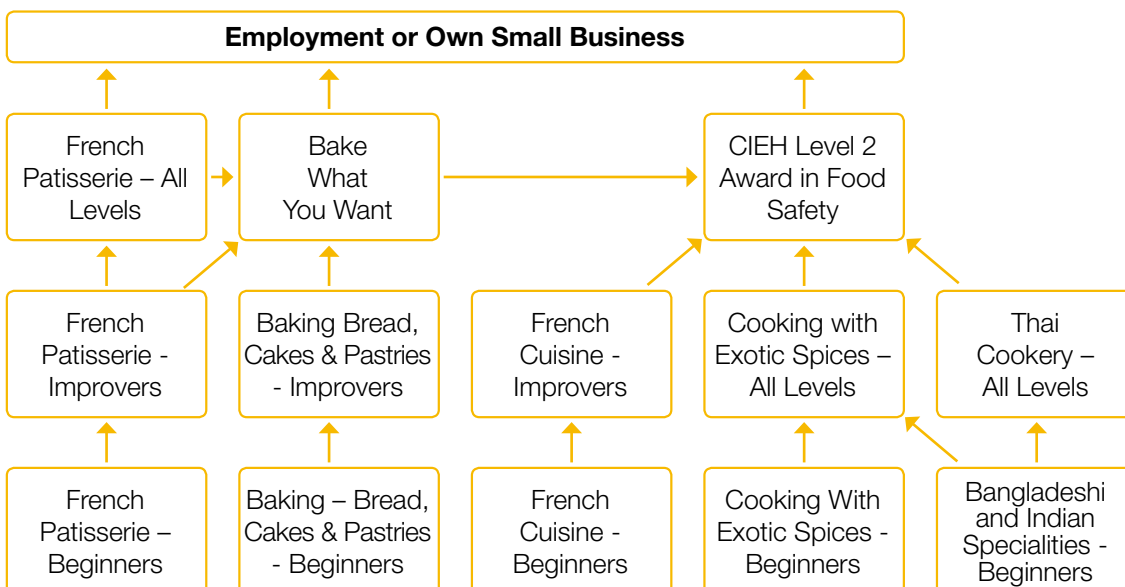 Employment or Own Small Business
French
Patisserie – All
Levels
Bake
What
You Want
CIEH Level 2
Award in Food
Safety
French
Patisserie -
Improvers
Baking Bread,
Cakes & Pastries
- Improvers
French
Cuisine -
Improvers
Cooking with
Exotic Spices –
All Levels
Thai
Cookery –
All Levels
French
Patisserie –
Beginners
Baking – Bread,
Cakes & Pastries
- Beginners
French
Cuisine -
Beginners
Cooking With
Exotic Spices -
Beginners
Bangladeshi
and Indian
Specialities -
Beginners